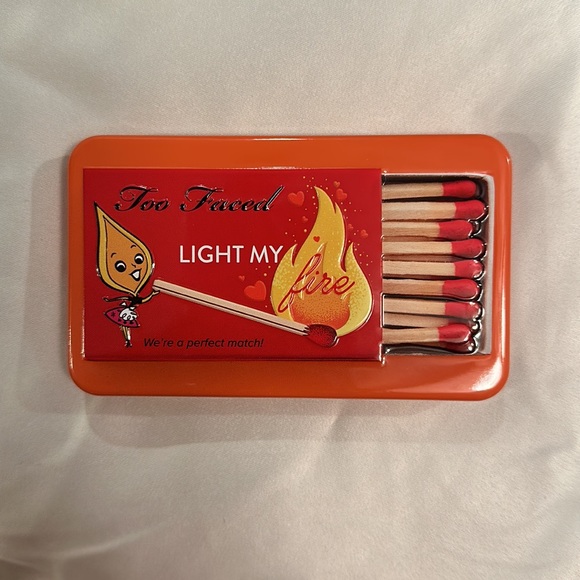 Too Faced
LIGHT MY
fire
We're a perfect match!